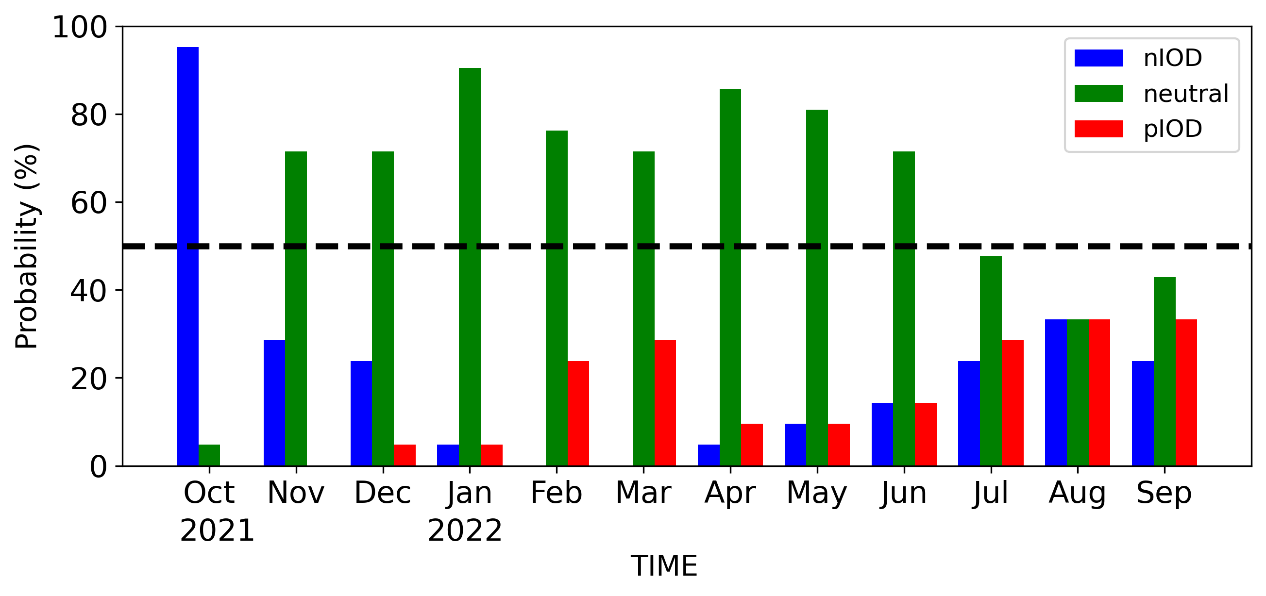 100
80
60
40
20
0
Probability (%)
nIOD
neutral
pIOD
Oct Nov Dec Jan Feb Mar Apr May Jun Jul Aug Sep
2021 2022
TIME